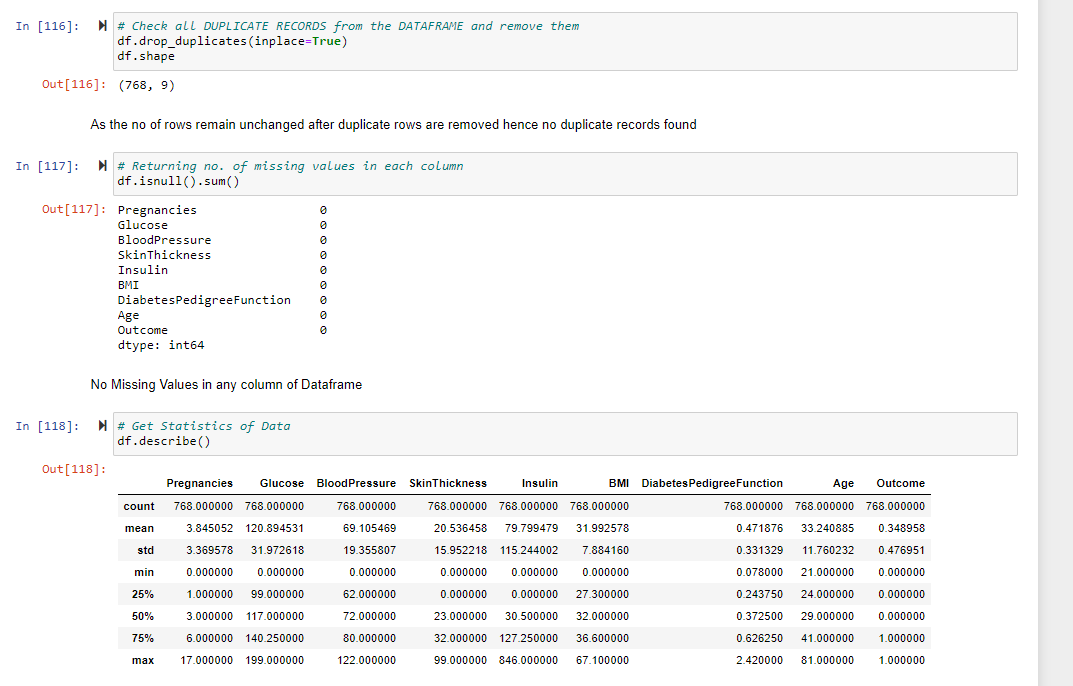 In [116]: # Check all DUPLICATE RECORDS from the DATAFRAME and remove them
df.drop_duplicates(inplace=True)
df.shape
Out[116]: (768, 9)
As the no of rows remain unchanged after duplicate rows are removed hence no duplicate records found
In [117]: # Returning no. of missing values in each column
df.isnull().sum()
Out[117]: Pregnancies 0
Glucose 0
BloodPressure 0
SkinThickness 0
Insulin 0
BMI 0
DiabetesPedigreeFunction 0
Age 0
Outcome 0
dtype: int64
No Missing Values in any column of Dataframe
In [118]: # Get Statistics of Data
df.describe()
Out[118]:
Pregnancies Glucose BloodPressure SkinThickness Insulin BMI DiabetesPedigreeFunction Age Outcome
count 768.000000 768.000000 768.000000 768.000000 768.000000 768.000000 768.000000 768.000000 768.000000
mean 3.845052 120.894531 69.105469 20.536458 79.799479 31.992578 0.471876 33.240885 0.348958
std 3.369578 31.972618 19.355807 15.952218 115.244002 7.884160 0.331329 11.760232 0.476951
min 0.000000 0.000000 0.000000 0.000000 0.000000 0.000000 0.078000 21.000000 0.000000
25% 1.000000 99.000000 62.000000 0.000000 0.000000 27.300000 0.243750 24.000000 0.000000
50% 3.000000 117.000000 72.000000 23.000000 30.500000 32.000000 0.372500 29.000000 0.000000
75% 6.000000 140.250000 80.000000 32.000000 127.250000 36.600000 0.626250 41.000000 1.000000
max 17.000000 199.000000 122.000000 99.000000 846.000000 67.100000 2.420000 81.000000 1.000000